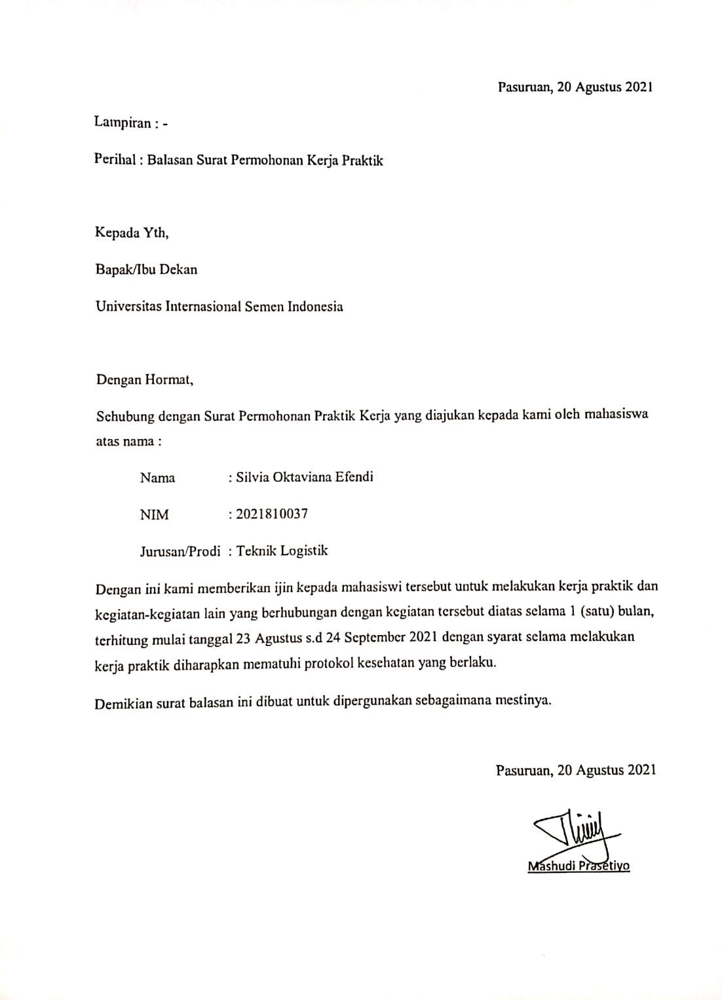 Pasuruan, 20 Agustus 2021
Lampiran : -
Perihal : Balasan Surat Permohonan Kerja Praktik
Kepada Yth,
Bapak/Ibu Dekan
Universitas Internasional Semen Indonesia
Dengan Hormat,
Sehubung dengan Surat Permohonan Praktik Kerja yang diajukan kepada kami oleh mahasiswa
atas nama :
Nama : Silvia Oktaviana Efendi
NIM : 2021810037
Jurusan/Prodi : Teknik Logistik
Dengan ini kami memberikan ijin kepada mahasiswi tersebut untuk melakukan kerja praktik dan
kegiatan-kegiatan lain yang berhubungan dengan kegiatan tersebut diatas selama 1 (satu) bulan,
terhitung mulai tanggal 23 Agustus s.d 24 September 2021 dengan syarat selama melakukan
kerja praktik diharapkan mematuhi protokol kesehatan yang berlaku.
Demikian surat balasan ini dibuat untuk dipergunakan sebagaimana mestinya.
Pasuruan, 20 Agustus 2021
Mashudi Prasetiyo